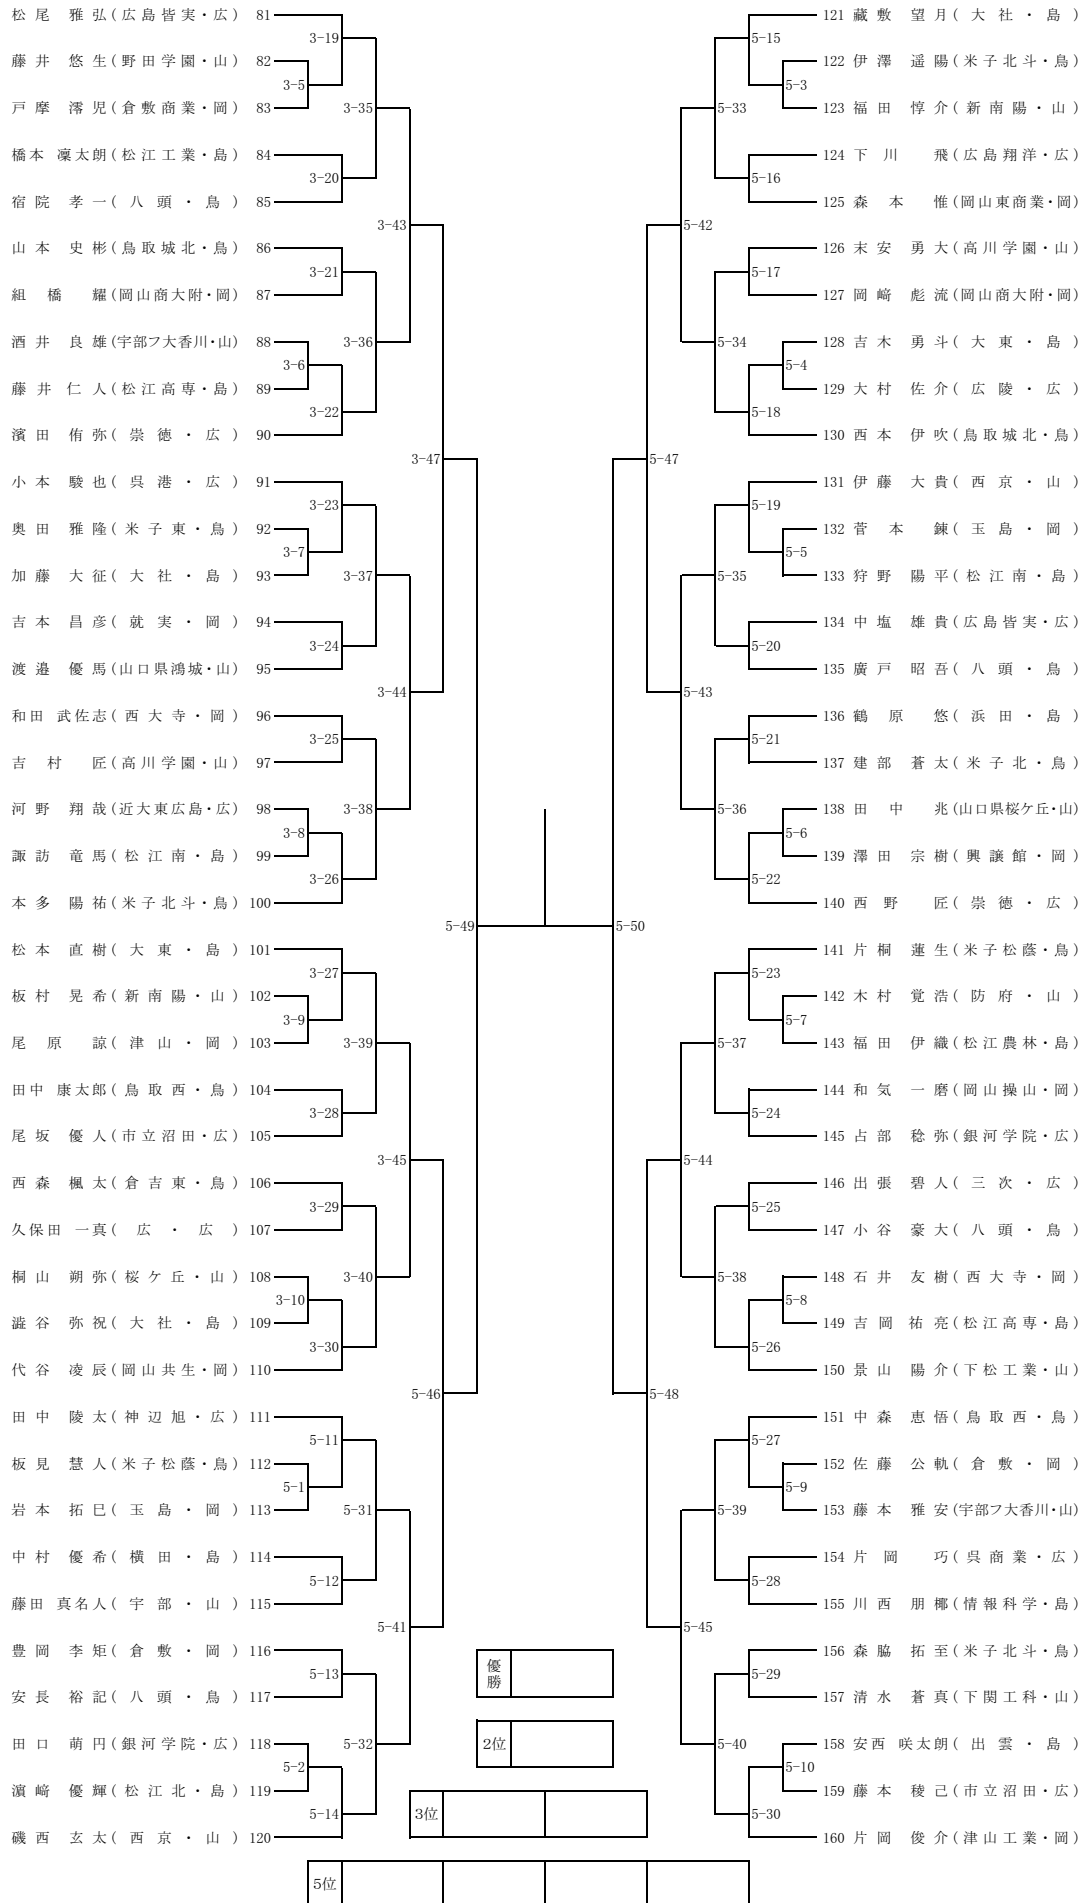 松尾 雅弘(広島皆実・広) 81
3-19
藤井 悠生(野田学園・山) 82
3-5
戸摩 澪児(倉敷商業・岡) 83
3-35
橋本 凜太朗(松江工業・島) 84
3-20
宿院 孝一(八頭・鳥) 85
3-43
山本 史彬(鳥取城北・鳥) 86
3-21
組橋 耀(岡山商大附・岡) 87
酒井 良雄(宇部フ大香川・山) 88
3-36
3-6
藤井 仁人(松江高専・島) 89
3-22
濱田 侑弥(崇徳・広) 90
3-47
小本 駿也(呉港・広) 91
3-23
奥田 雅隆(米子東・鳥) 92
3-7
加藤 大征(大社・島) 93
3-37
吉本 昌彦(就実・岡) 94
3-24
渡邉 優馬(山口県鴻城・山) 95
3-44
和田 武佐志(西大寺・岡) 96
3-25
吉村 匠(高川学園・山) 97
河野 翔哉(近大東広島・広) 98
3-38
3-8
諏訪 竜馬(松江南・島) 99
3-26
本多 陽祐(米子北斗・鳥) 100
5-49
松本 直樹(大東・島) 101
3-27
板村 晃希(新南陽・山) 102
3-9
尾原 諒(津山・岡) 103
3-39
田中 康太郎(鳥取西・鳥) 104
3-28
尾坂 優人(市立沼田・広) 105
3-45
西森 楓太(倉吉東・鳥) 106
3-29
久保田 一真(広・広) 107
桐山 朔弥(桜ケ丘・山) 108
3-40
3-10
澁谷 弥祝(大社・島) 109
3-30
代谷 凌辰(岡山共生・岡) 110
5-46
田中 陵太(神辺旭・広) 111
5-11
板見 慧人(米子松蔭・鳥) 112
5-1
岩本 拓巳(玉島・岡) 113
5-31
中村 優希(横田・島) 114
5-12
藤田 真名人(宇部・山) 115
5-41
豊岡 李矩(倉敷・岡) 116
5-13
安長 裕記(八頭・鳥) 117
田口 萌円(銀河学院・広) 118
5-32
5-2
濵﨑 優輝(松江北・島) 119
5-14
磯西 玄太(西京・山) 120
121 藏敷 望月(大社・島)
5-15
122 伊澤 遥陽(米子北斗・鳥)
5-3
123 福田 惇介(新南陽・山)
5-33
124 下川 飛(広島翔洋・広)
5-16
125 森本 惟(岡山東商業・岡)
5-42
126 末安 勇大(高川学園・山)
5-17
127 岡﨑 彪流(岡山商大附・岡)
128 吉木 勇斗(大東・島)
5-34
5-4
129 大村 佐介(広陵・広)
5-18
130 西本 伊吹(鳥取城北・鳥)
5-47
131 伊藤 大貴(西京・山)
5-19
132 菅本 錬(玉島・岡)
5-5
133 狩野 陽平(松江南・島)
5-35
134 中塩 雄貴(広島皆実・広)
5-20
135 廣戸 昭吾(八頭・鳥)
5-43
136 鶴原 悠(浜田・島)
5-21
137 建部 蒼太(米子北・鳥)
138 田中 兆(山口県桜ケ丘・山)
5-36
5-6
139 澤田 宗樹(興譲館・岡)
5-22
140 西野 匠(崇徳・広)
5-50
141 片桐 蓮生(米子松蔭・鳥)
5-23
142 木村 覚浩(防府・山)
5-7
143 福田 伊織(松江農林・島)
5-37
144 和気 一磨(岡山操山・岡)
5-24
145 占部 稔弥(銀河学院・広)
5-44
146 出張 碧人(三次・広)
5-25
147 小谷 豪大(八頭・鳥)
148 石井 友樹(西大寺・岡)
5-38
5-8
149 吉岡 祐亮(松江高専・島)
5-26
150 景山 陽介(下松工業・山)
5-48
151 中森 恵悟(鳥取西・鳥)
5-27
152 佐藤 公軌(倉敷・岡)
5-9
153 藤本 雅安(宇部フ大香川・山)
5-39
154 片岡 巧(呉商業・広)
5-28
155 川西 朋椰(情報科学・島)
5-45
156 森脇 拓至(米子北斗・鳥)
5-29
157 清水 蒼真(下関工科・山)
158 安西 咲太朗(出雲・島)
5-40
5-10
159 藤本 稜己(市立沼田・広)
5-30
160 片岡 俊介(津山工業・岡)
優勝
2位
3位
5位